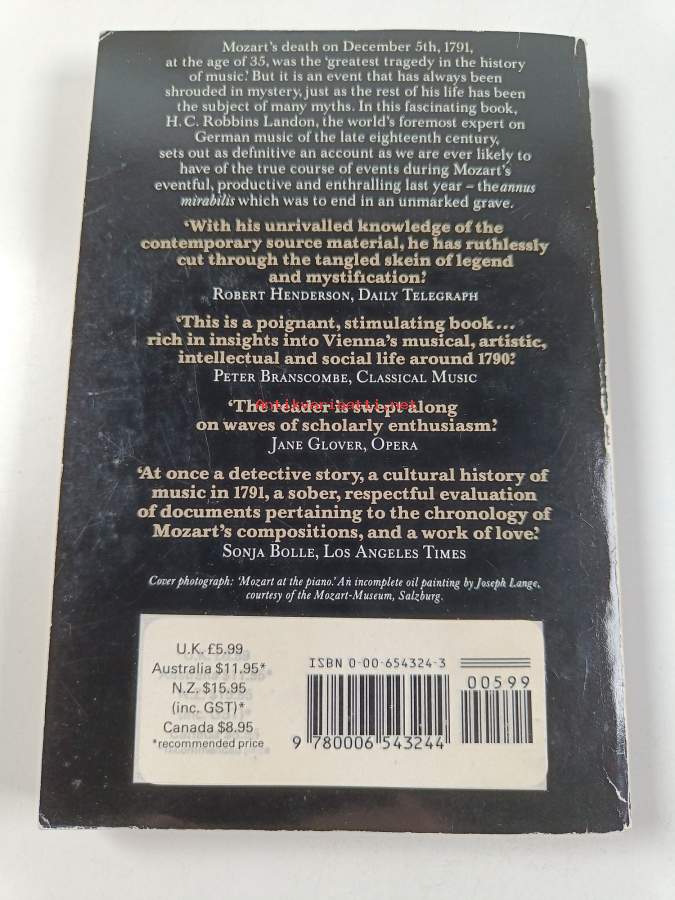 Mozart's death on December 5th, 1791,
at the age of 35, was the 'greatest tragedy in the history
of music.' But it is an event that has always been
shrouded in mystery, just as the rest of his life has been
the subject of many myths. In this fascinating book,
H. C. Robbins Landon, the world's foremost expert on
German music of the late eighteenth century,
sets out as definitive an account as we are ever likely to
have of the true course of events during Mozart's
eventful, productive and enthralling last year – the annus
mirabilis which was to end in an unmarked grave.
'With his unrivalled knowledge of the
contemporary source material, he has ruthlessly
cut through the tangled skein of legend
and mystification.'
Robert Henderson, Daily Telegraph
'This is a poignant, stimulating book...
rich in insights into Vienna's musical, artistic,
intellectual and social life around 1790.'
Peter Branscombe, Classical Music
Antikvariaatti.net
'The reader is swept along
on waves of scholarly enthusiasm.'
Jane Glover, Opera
'At once a detective story, a cultural history of
music in 1791, a sober, respectful evaluation
of documents pertaining to the chronology of
Mozart's compositions, and a work of love.'
Sonja Bolle, Los Angeles Times
Cover photograph: 'Mozart at the piano.' An incomplete oil painting by Joseph Lange,
courtesy of the Mozart-Museum, Salzburg.
U.K. £5.99
Australia $11.95*
N.Z. $15.95
(inc. GST)*
Canada $8.95
*recommended price
ISBN 0-00-654324-3
00599
9 780006 543244